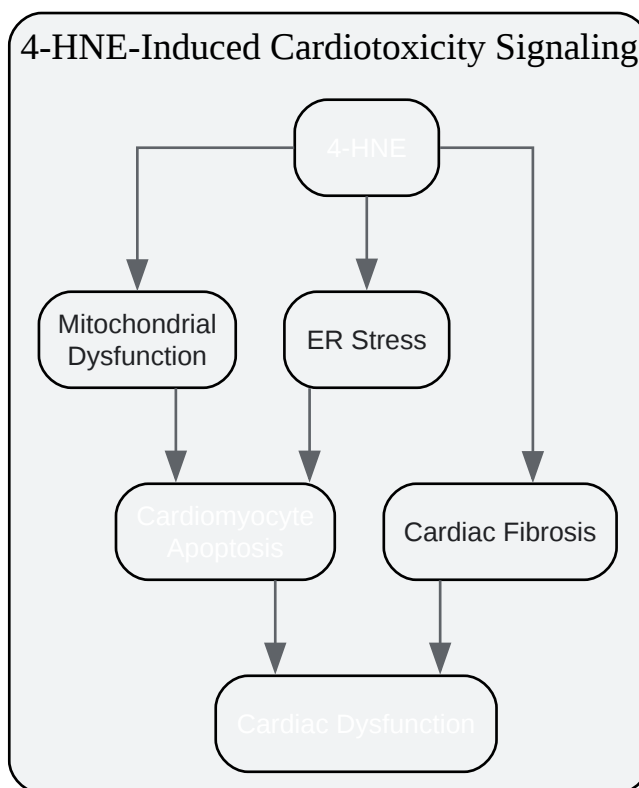 4-HNE-Induced Cardiotoxicity Signaling
4-HNE
Mitochondrial
Dysfunction
ER Stress
Cardiomyocyte
Apoptosis
Cardiac Fibrosis
Cardiac Dysfunction